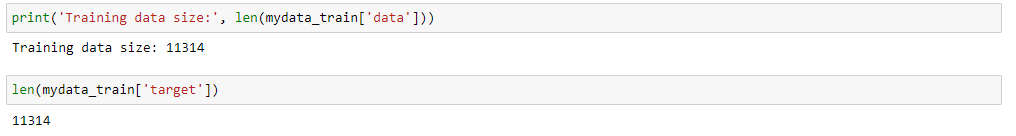 print('Training data size:', len(mydata_train['data']))
Training data size: 11314
len(mydata_train['target'])
11314